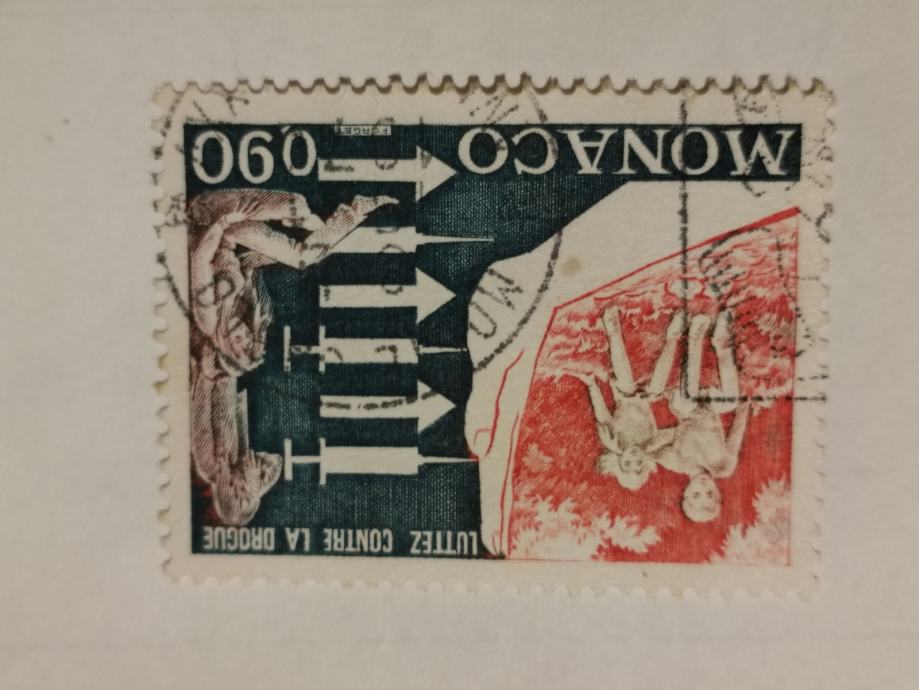 LUTTEZ CONTRE LA DROGUE
MONACO
FORGET
0,90